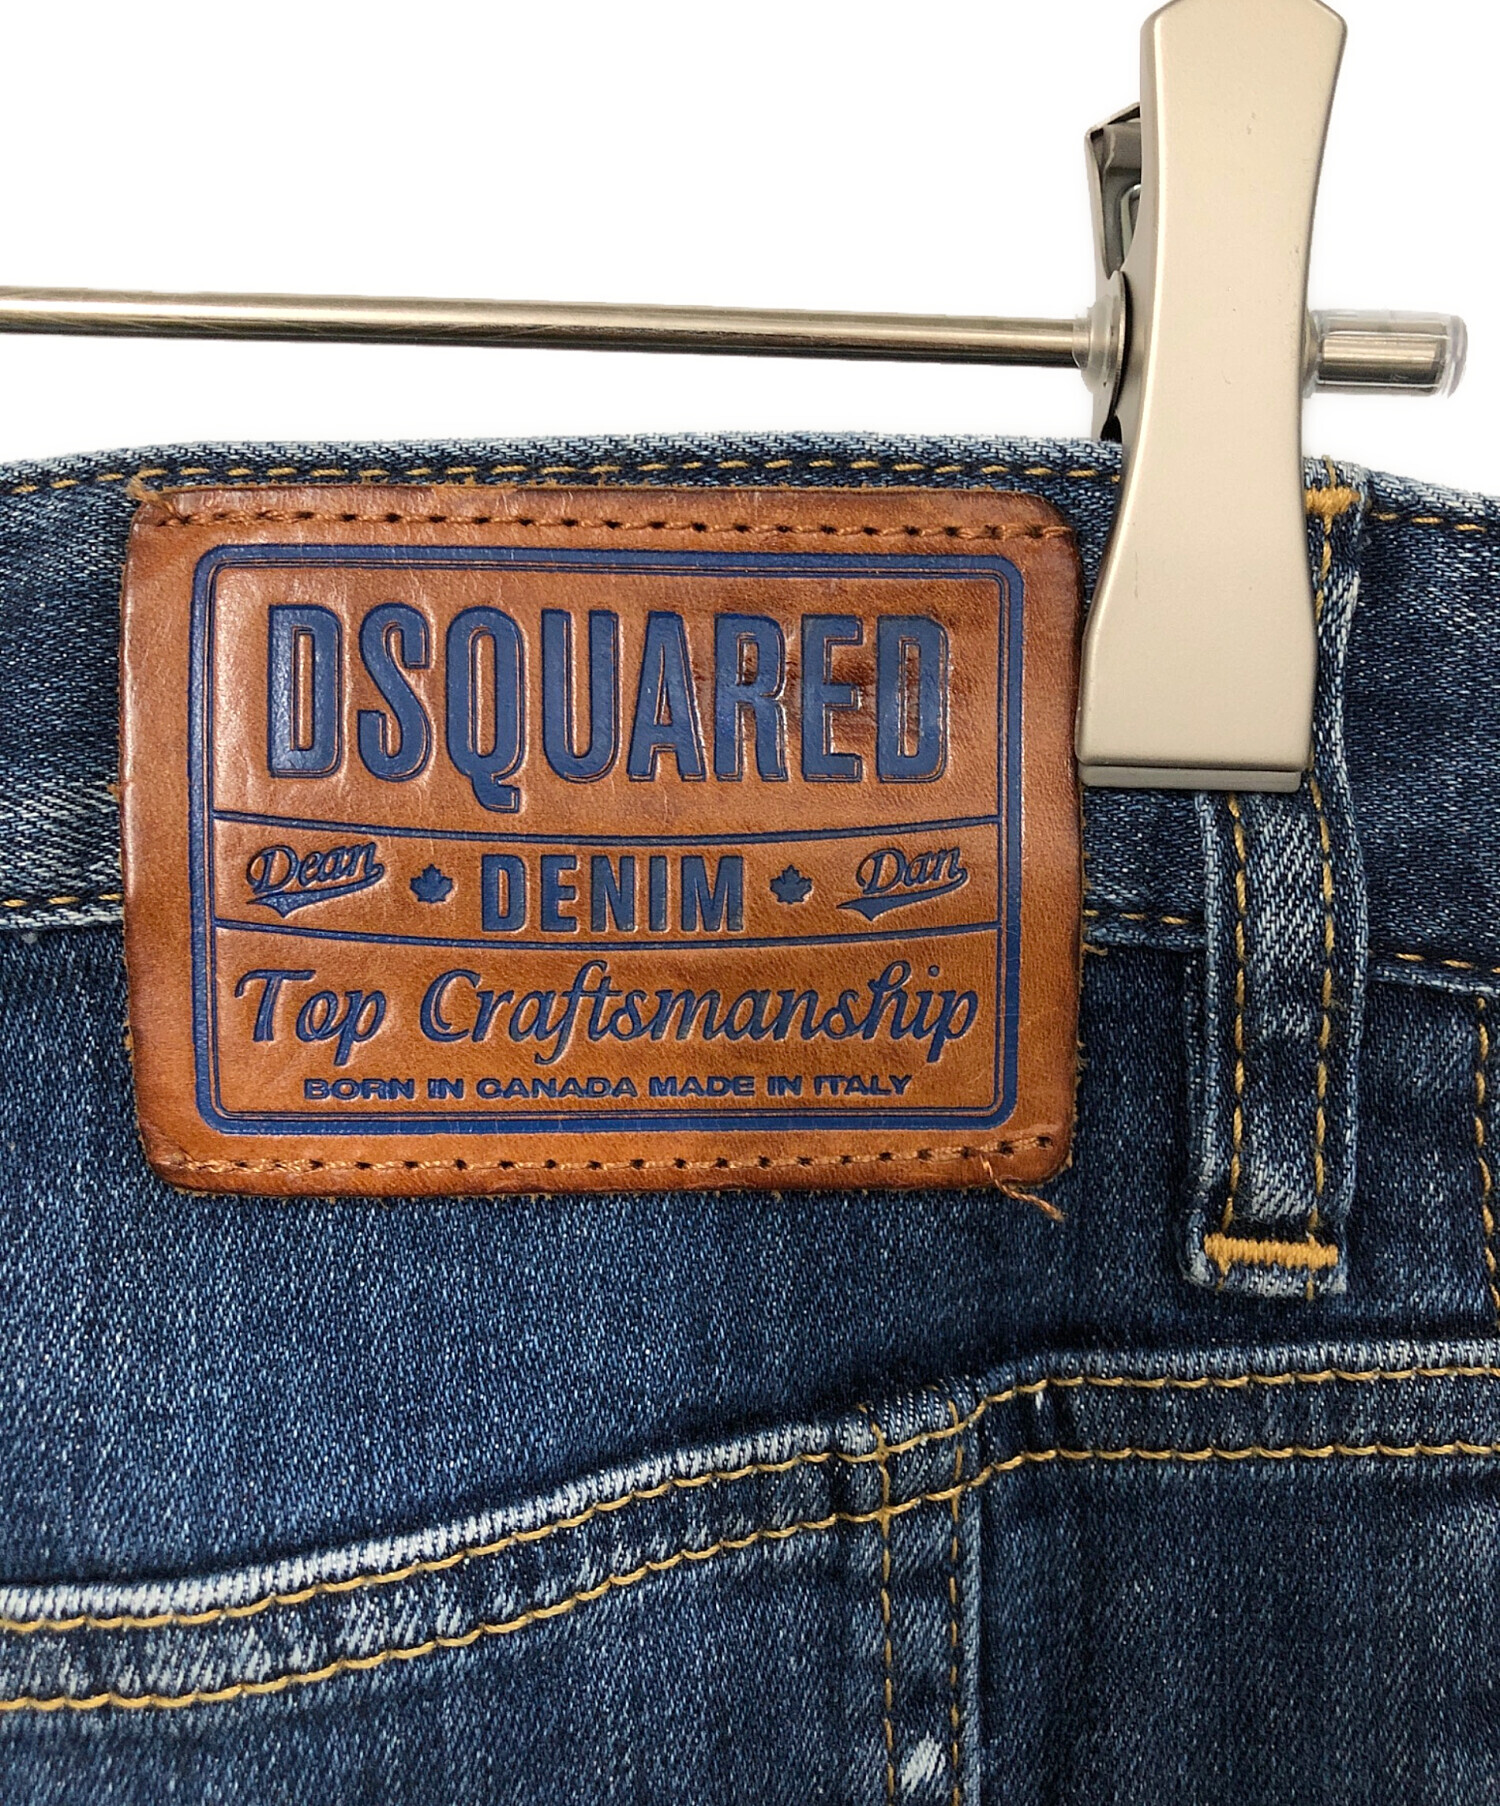 DSQUARED
Dean DENIM Dan
Top Craftsmanship
BORN IN CANADA MADE IN ITALY